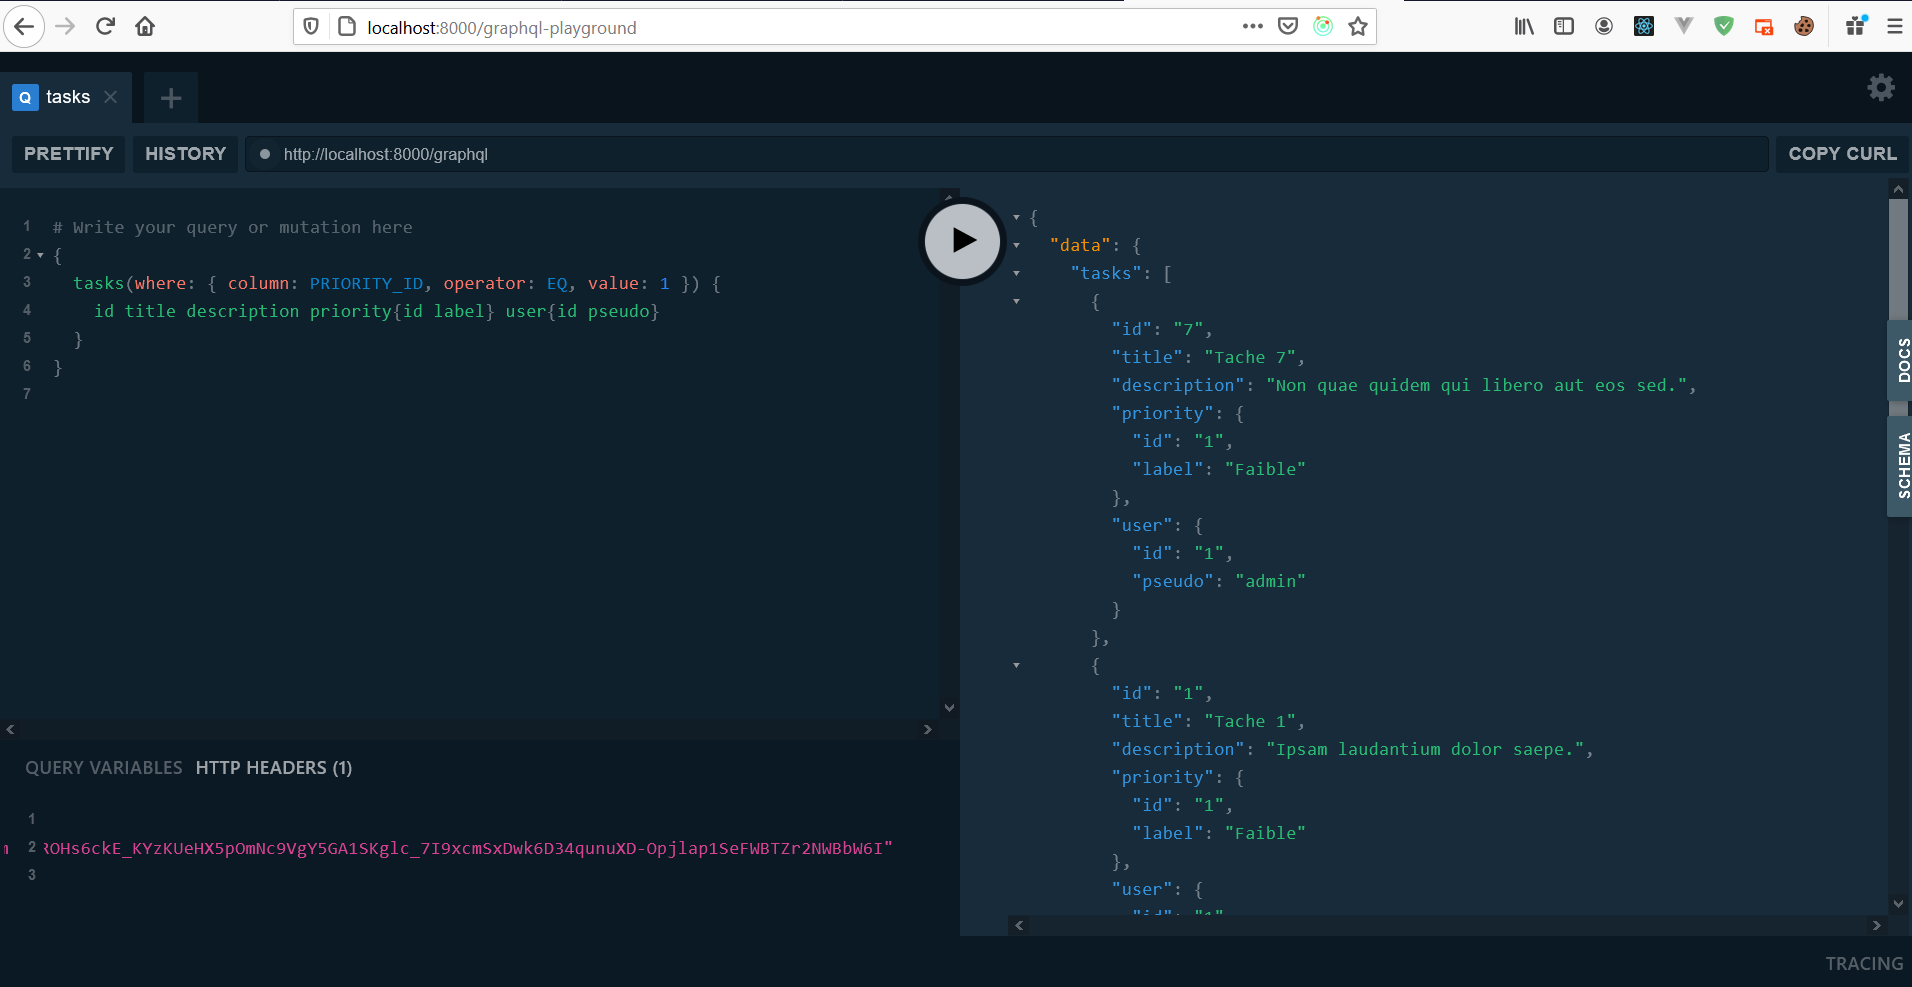 localhost:8000/graphql-playground
Q tasks
PRETTIFY HISTORY http://localhost:8000/graphql COPY CURL
1 # Write your query or mutation here
2 {
3 tasks(where: { column: PRIORITY_ID, operator: EQ, value: 1 }) {
4 id title description priority{id label} user{id pseudo}
5 }
6 }
7
QUERY VARIABLES HTTP HEADERS (1)
1
2 ROHs6ckE_KYzKUeHX5pOmNc9VgY5GA1SKglc_7I9xcmSxDwk6D34qunuXD-Opjlap1SeFWBTZr2NWBbW6I"
3
{
"data": {
"tasks": [
{
"id": "7",
"title": "Tache 7",
"description": "Non quae quidem qui libero aut eos sed.",
"priority": {
"id": "1",
"label": "Faible"
},
"user": {
"id": "1",
"pseudo": "admin"
}
},
{
"id": "1",
"title": "Tache 1",
"description": "Ipsam laudantium dolor saepe.",
"priority": {
"id": "1",
"label": "Faible"
},
"user": {
"id": "1"
DOCS
SCHEMA
TRACING